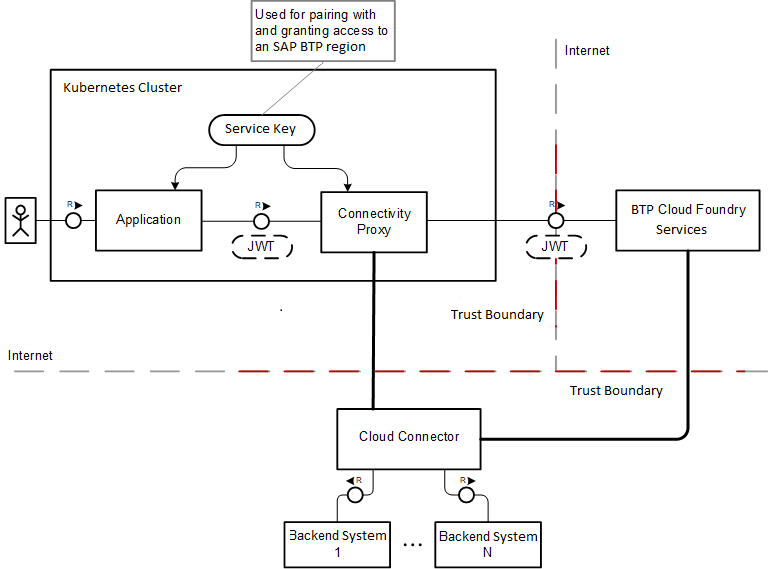 Used for pairing with
and granting access to
an SAP BTP region
Internet
Kubernetes Cluster
Service Key
R
Application
R
JWT
Connectivity
Proxy
R
JWT
BTP Cloud Foundry
Services
Trust Boundary
Internet
Trust Boundary
Cloud Connector
R
R
Backend System
1
...
Backend System
N